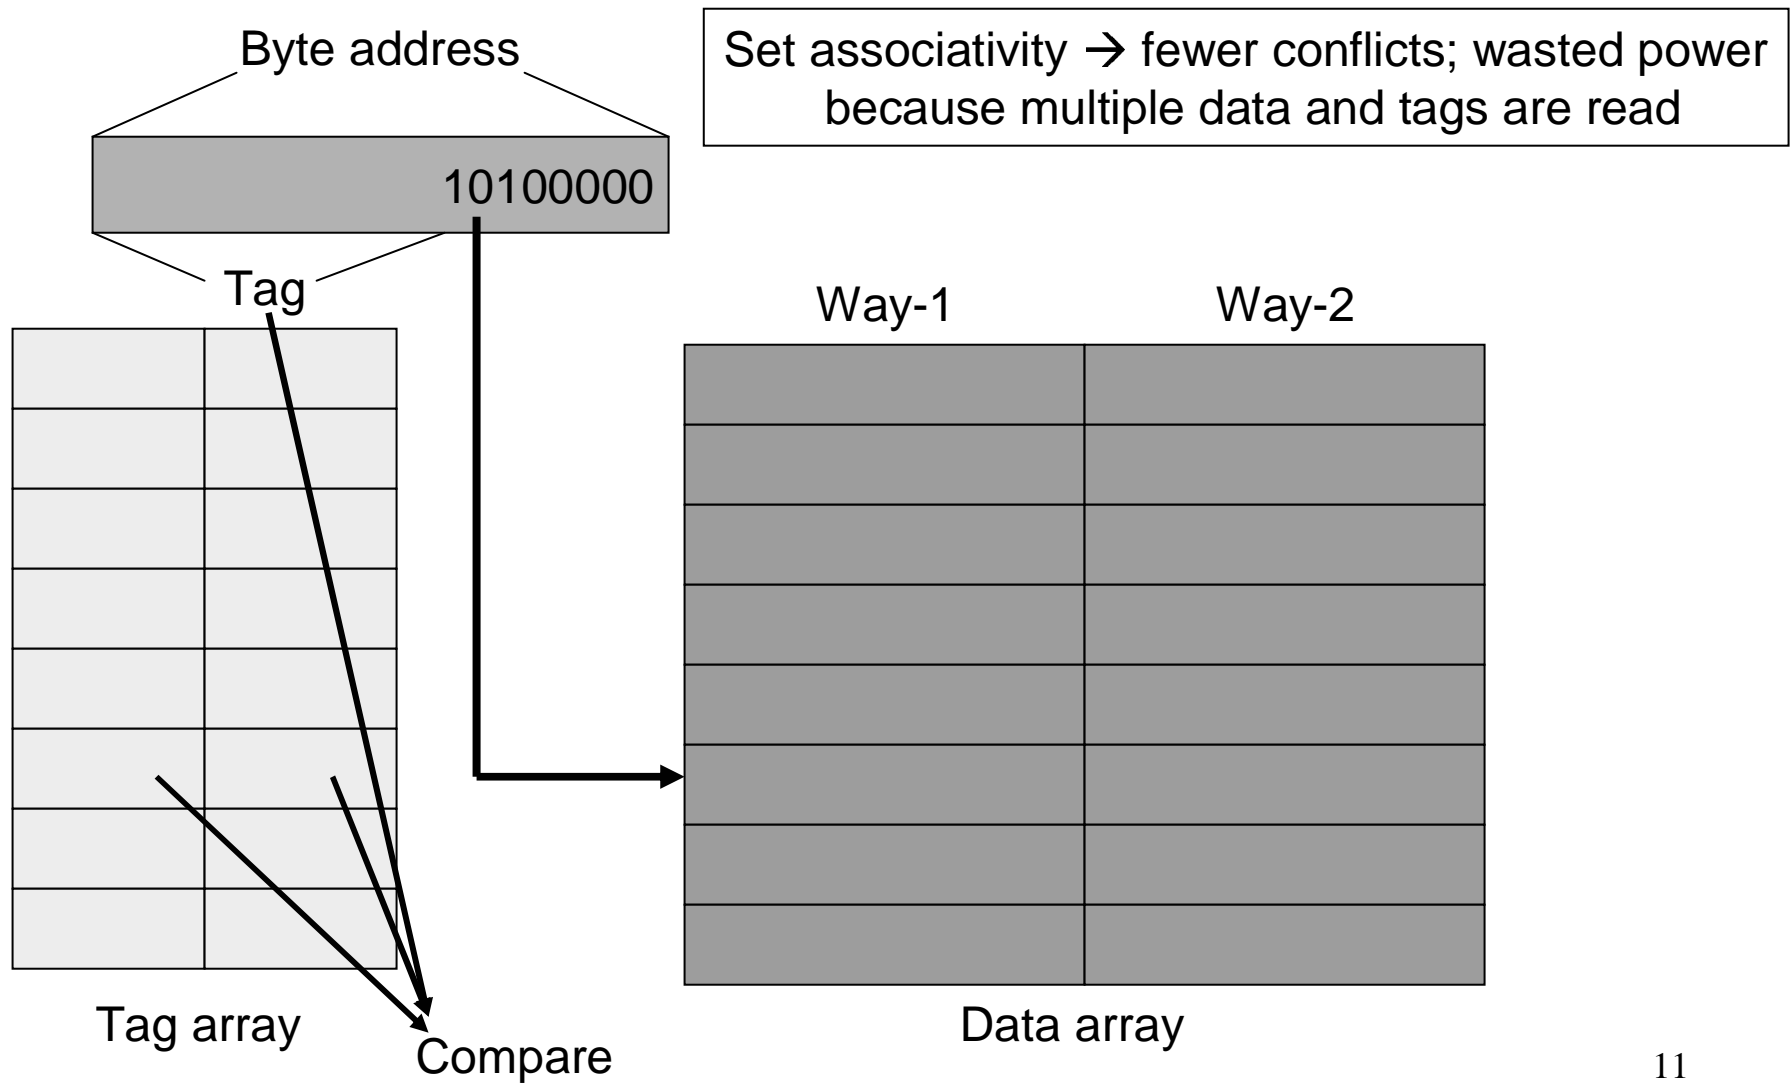 Byte address
Set associativity → fewer conflicts; wasted power
because multiple data and tags are read
10100000
Tag
Way-1
Way-2
Tag array
Data array
Compare
11